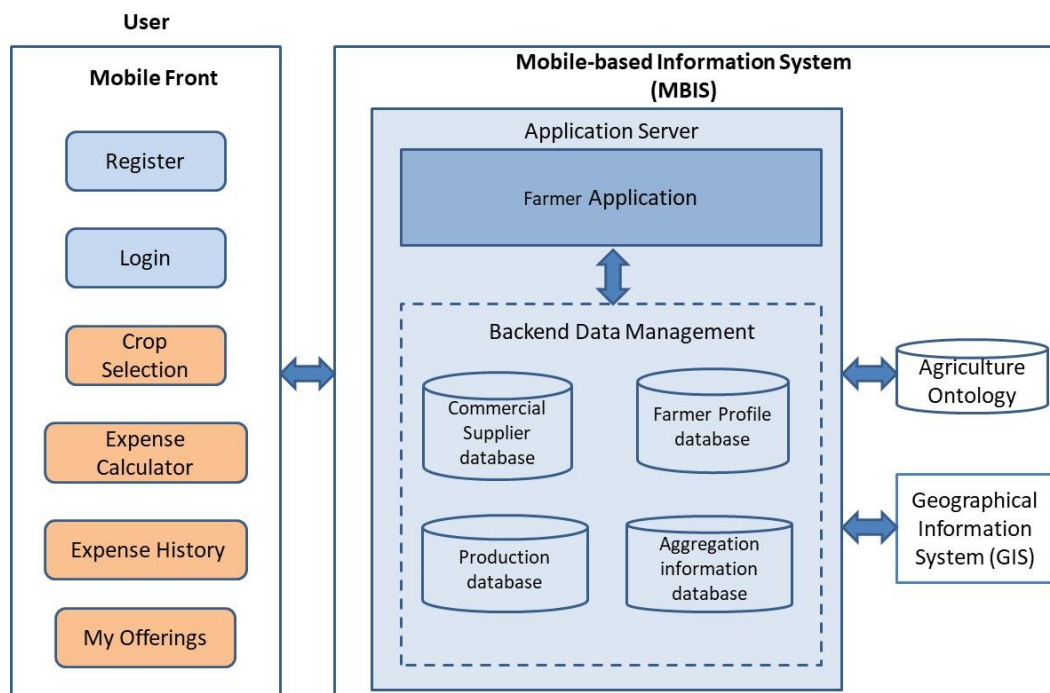 User
Mobile Front
Register
Login
Crop
Selection
Expense
Calculator
Expense History
My Offerings
Mobile-based Information System
(MBIS)
Application Server
Farmer Application
Backend Data Management
Commercial
Supplier
database
Farmer Profile
database
Production
database
Aggregation
information
database
Agriculture
Ontology
Geographical
Information
System (GIS)